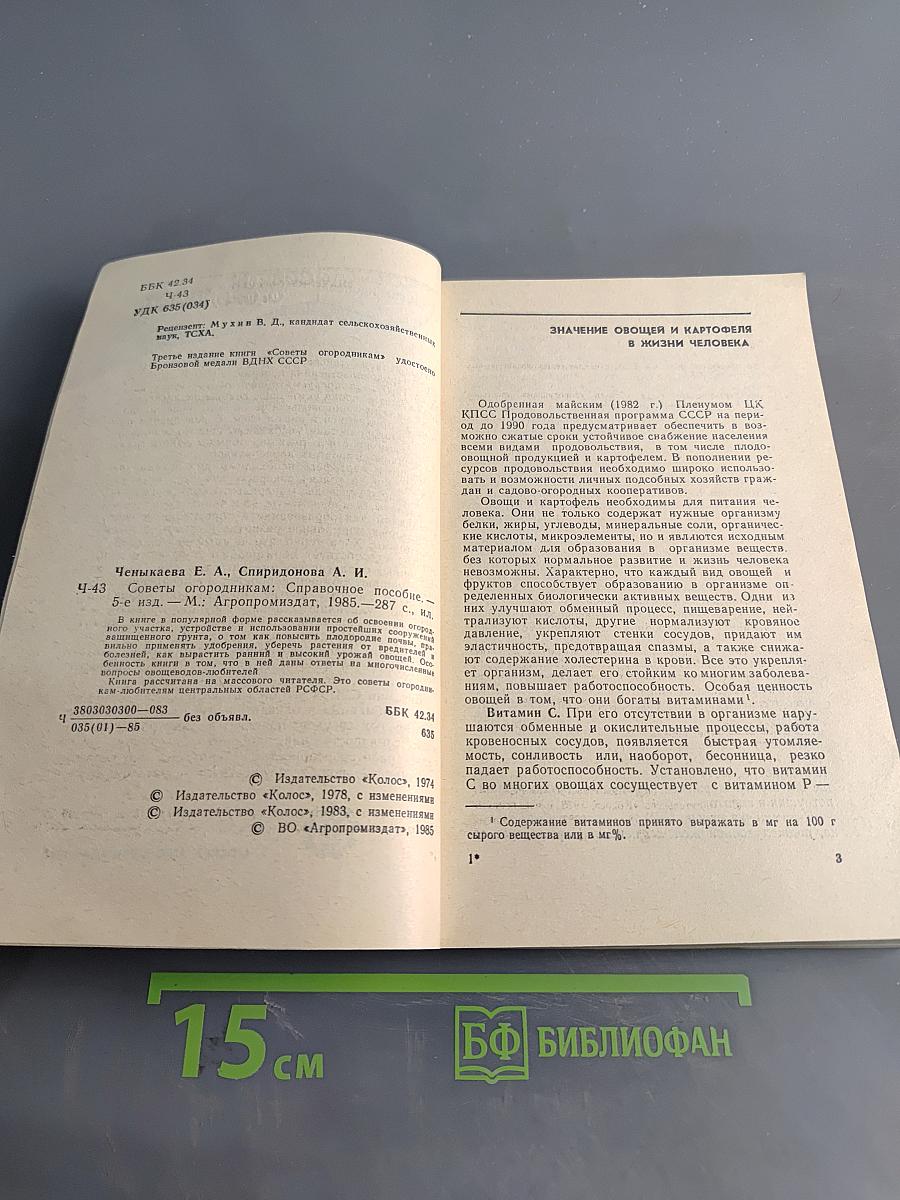 ББК 42.34
Ч-43
УДК 635(034)
Рецензент: Мухин В. Д., кандидат сельскохозяйственных
наук, ТСХА.
Третье издание книги «Советы огородникам» удостоено
Бронзовой медали ВДНХ СССР
Ченыкаева Е. А., Спиридонова А. И.
Ч-43 Советы огородникам: Справочное пособие. —
5-е изд. — М.: Агропромиздат, 1985.—287 с., ил.
В книге в популярной форме рассказывается об освоении огород-
ного участка, устройстве и использовании простейших сооружений
защищенного грунта, о том как повысить плодородие почвы, пра-
вильно применять удобрения, уберечь растения от вредителей и
болезней, как вырастить ранний и высокий урожай овощей. Осо-
бенность книги в том, что в ней даны ответы на многочисленные
вопросы овощеводов-любителей
Книга рассчитана на массового читателя. Это советы огородни-
кам-любителям центральных областей РСФСР.
Ч 3803030300—083
035(01)—85 без объявл.
ББК 42.34
635
© Издательство «Колос», 1974
© Издательство «Колос», 1978, с изменениями
© Издательство «Колос», 1983, с изменениями
© ВО «Агропромиздат», 1985
ЗНАЧЕНИЕ ОВОЩЕЙ И КАРТОФЕЛЯ
В ЖИЗНИ ЧЕЛОВЕКА
Одобренная майским (1982 г.) Пленумом ЦК
КПСС Продовольственная программа СССР на пери-
од до 1990 года предусматривает обеспечить в воз-
можно сжатые сроки устойчивое снабжение населения
всеми видами продовольствия, в том числе плодо-
овощной продукцией и картофелем. В пополнении ре-
сурсов продовольствия необходимо широко использо-
вать и возможности личных подсобных хозяйств граж-
дан и садово-огородных кооперативов.
Овощи и картофель необходимы для питания че-
ловека. Они не только содержат нужные организму
белки, жиры, углеводы, минеральные соли, органичес-
кие кислоты, микроэлементы, но и являются исходным
материалом для образования в организме веществ,
без которых нормальное развитие и жизнь человека
невозможны. Характерно, что каждый вид овощей и
фруктов способствует образованию в организме оп-
ределенных биологически активных веществ. Одни из
них улучшают обменный процесс, пищеварение, ней-
трализуют кислоты, другие нормализуют кровяное
давление, укрепляют стенки сосудов, придают им
эластичность, предотвращая спазмы, а также снижа-
ют содержание холестерина в крови. Все это укрепля-
ет организм, делает его стойким ко многим заболева-
ниям, повышает работоспособность. Особая ценность
овощей в том, что они богаты витаминами¹.
Витамин С. При его отсутствии в организме нару-
шаются обменные и окислительные процессы, работа
кровеносных сосудов, появляется быстрая утомляе-
мость, сонливость или, наоборот, бессонница, резко
падает работоспособность. Установлено, что витамин
С во многих овощах сосуществует с витамином Р —
¹ Содержание витаминов принято выражать в мг на 100 г
сырого вещества или в мг%.
1*
3
15 см
БФ БИБЛИОФАН